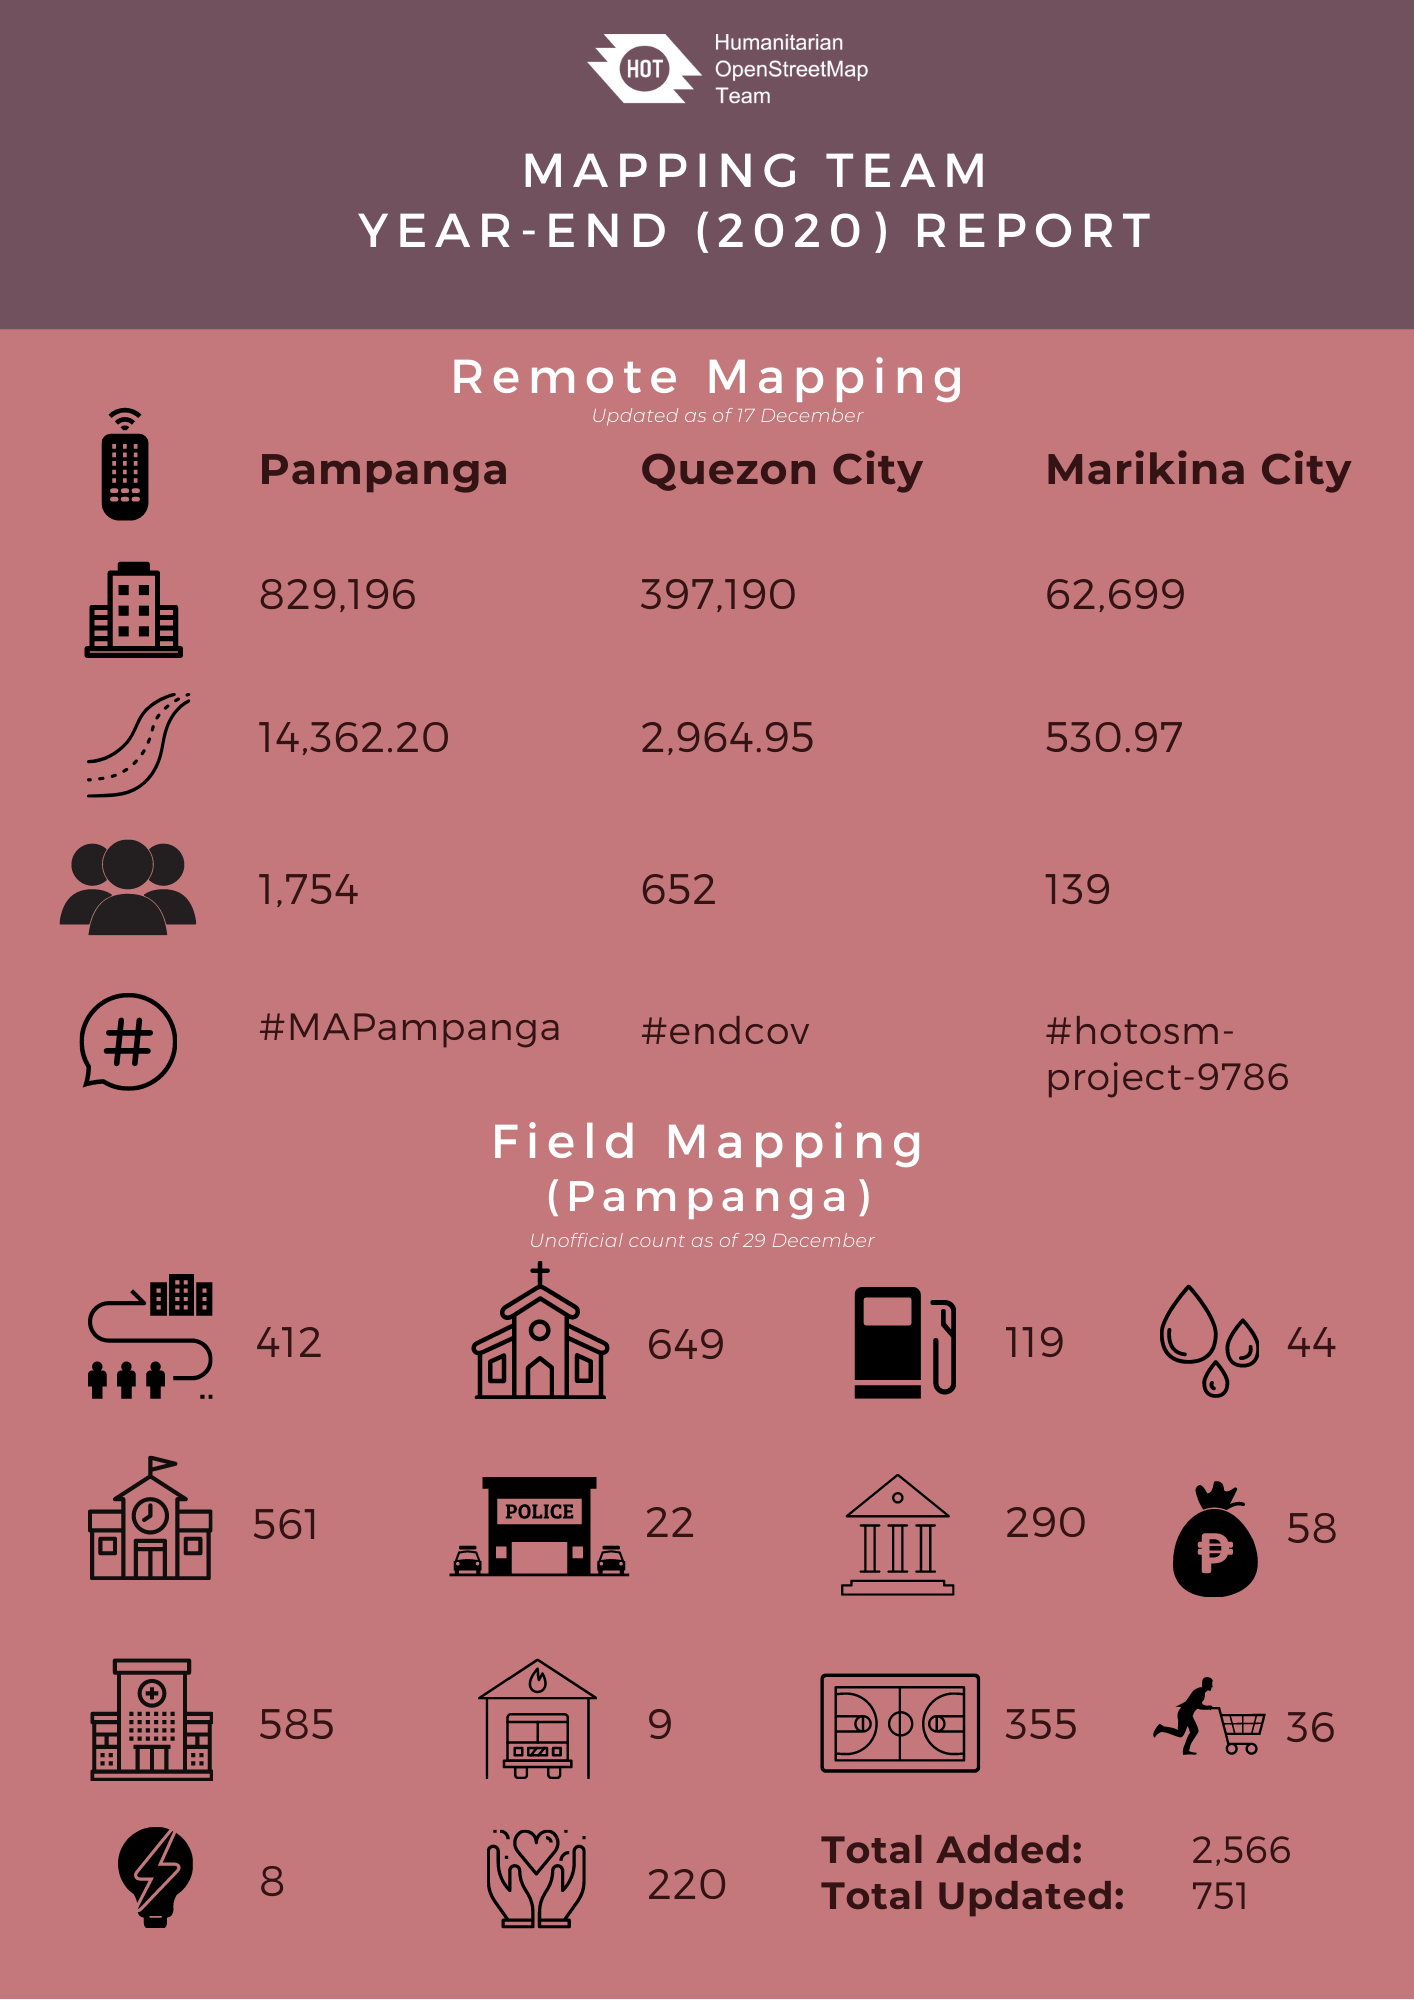 HOT
Humanitarian
OpenStreetMap
Team
MAPPING TEAM
YEAR-END (2020) REPORT
Remote Mapping
Updated as of 17 December
Pampanga Quezon City Marikina City
829,196 397,190 62,699
14,362.20 2,964.95 530.97
1,754 652 139
# #MAPampanga #endcov #hotosm-
project-9786
Field Mapping
(Pampanga)
Unofficial count as of 29 December
412 649 119 44
561 POLICE 22 290 ₱ 58
585 9 355 36
8 220
Total Added: 2,566
Total Updated: 751